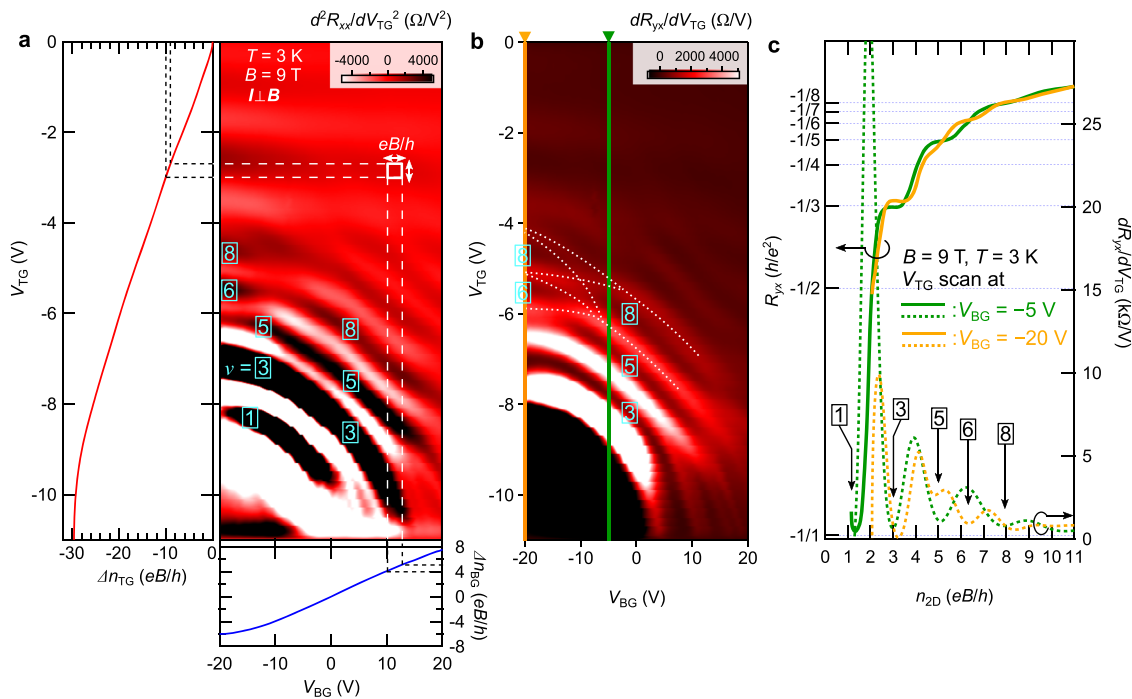 a
d²Rxx/dVTG² (Ω/V²)
T = 3 K
B = 9 T
I⊥B
-4000 0 4000
0
-2
-4
-6
-8
-10
VTG (V)
-30 -20 -10
ΔnTG (eB/h)
eB/h
8
6
5
8
ν = 3
5
1
3
8
4
0
-4
-8
ΔnBG (eB/h)
-20 -10 0 10 20
VBG (V)
b
dRyx/dVTG (Ω/V)
0 2000 4000
0
-2
-4
-6
-8
-10
VTG (V)
8
6
8
5
3
-20 -10 0 10 20
VBG (V)
c
-1/8
-1/7
-1/6
-1/5
-1/4
-1/3
-1/2
-1/1
Ryx (h/e²)
25
20
15
10
5
0
dRyx/dVTG (kΩ/V)
B = 9 T, T = 3 K
VTG scan at
:VBG = −5 V
:VBG = −20 V
1
3
5
6
8
0 1 2 3 4 5 6 7 8 9 10 11
n2D (eB/h)